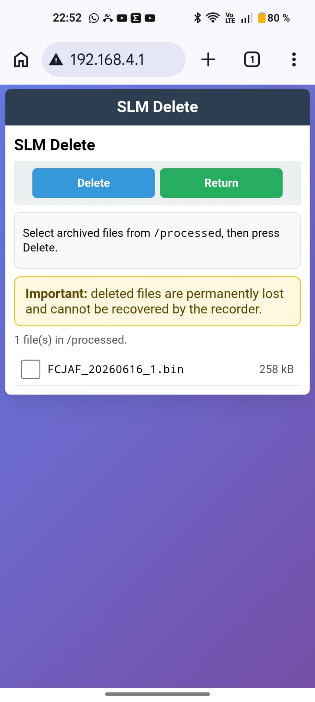 22:52 Vo LTE 80 %
192.168.4.1 1
SLM Delete
SLM Delete
Delete Return
Select archived files from /processed, then press
Delete.
Important: deleted files are permanently lost
and cannot be recovered by the recorder.
1 file(s) in /processed.
FCJAF_20260616_1.bin 258 kB